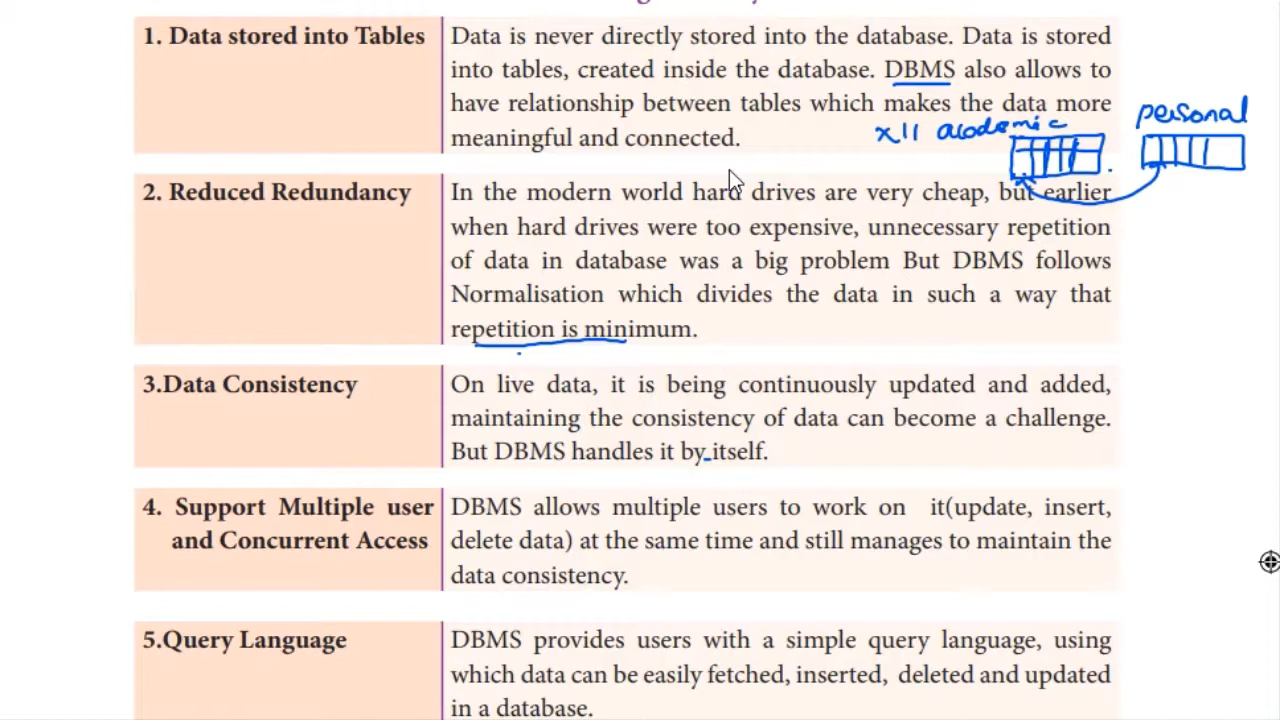 1. Data stored into Tables
Data is never directly stored into the database. Data is stored
into tables, created inside the database. DBMS also allows to
have relationship between tables which makes the data more
meaningful and connected.
XII academic
personal
2. Reduced Redundancy
In the modern world hard drives are very cheap, but earlier
when hard drives were too expensive, unnecessary repetition
of data in database was a big problem But DBMS follows
Normalisation which divides the data in such a way that
repetition is minimum.
3.Data Consistency
On live data, it is being continuously updated and added,
maintaining the consistency of data can become a challenge.
But DBMS handles it by itself.
4. Support Multiple user
and Concurrent Access
DBMS allows multiple users to work on it(update, insert,
delete data) at the same time and still manages to maintain the
data consistency.
5.Query Language
DBMS provides users with a simple query language, using
which data can be easily fetched, inserted, deleted and updated
in a database.